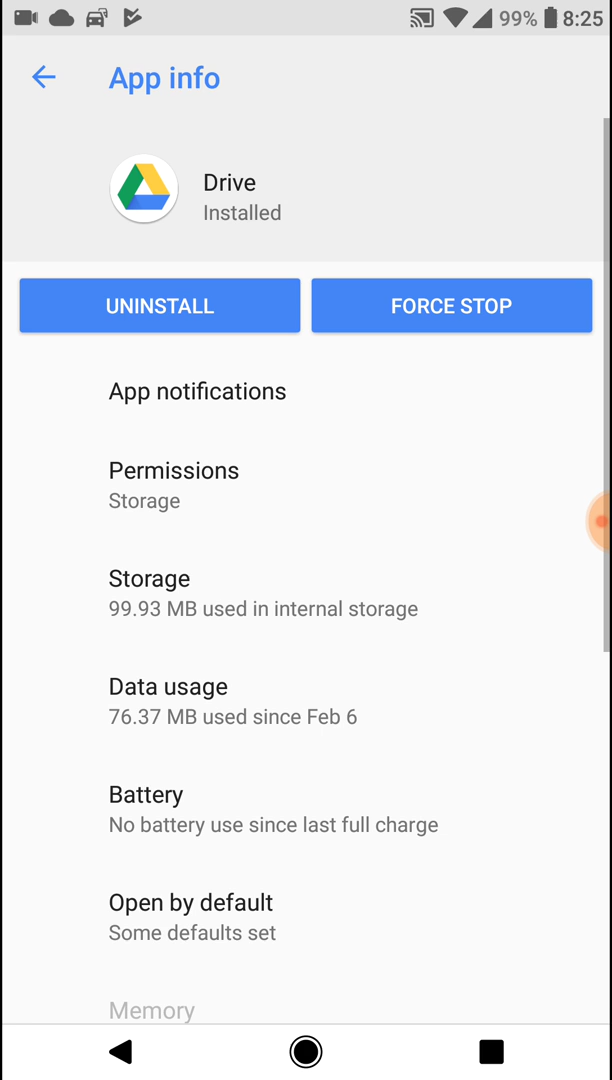 99% 8:25
App info
Drive
Installed
UNINSTALL FORCE STOP
App notifications
Permissions
Storage
Storage
99.93 MB used in internal storage
Data usage
76.37 MB used since Feb 6
Battery
No battery use since last full charge
Open by default
Some defaults set
Memory